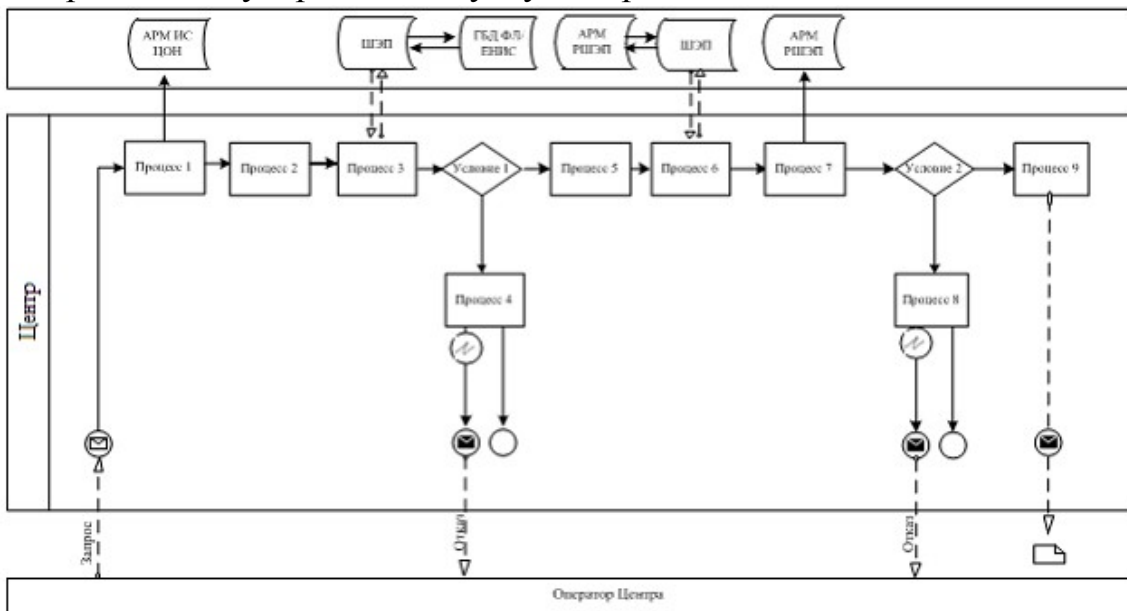 АРМ ИС
ЦОН
ШЭП
ГБД ФЛ/
ЕНИС
АРМ
РШЭП
ШЭП
АРМ
РШЭП
Центр
Процесс 1
Процесс 2
Процесс 3
Условие 1
Процесс 5
Процесс 6
Процесс 7
Условие 2
Процесс 9
Процесс 4
Процесс 8
Запрос
Отказ
Отказ
Оператор Центра